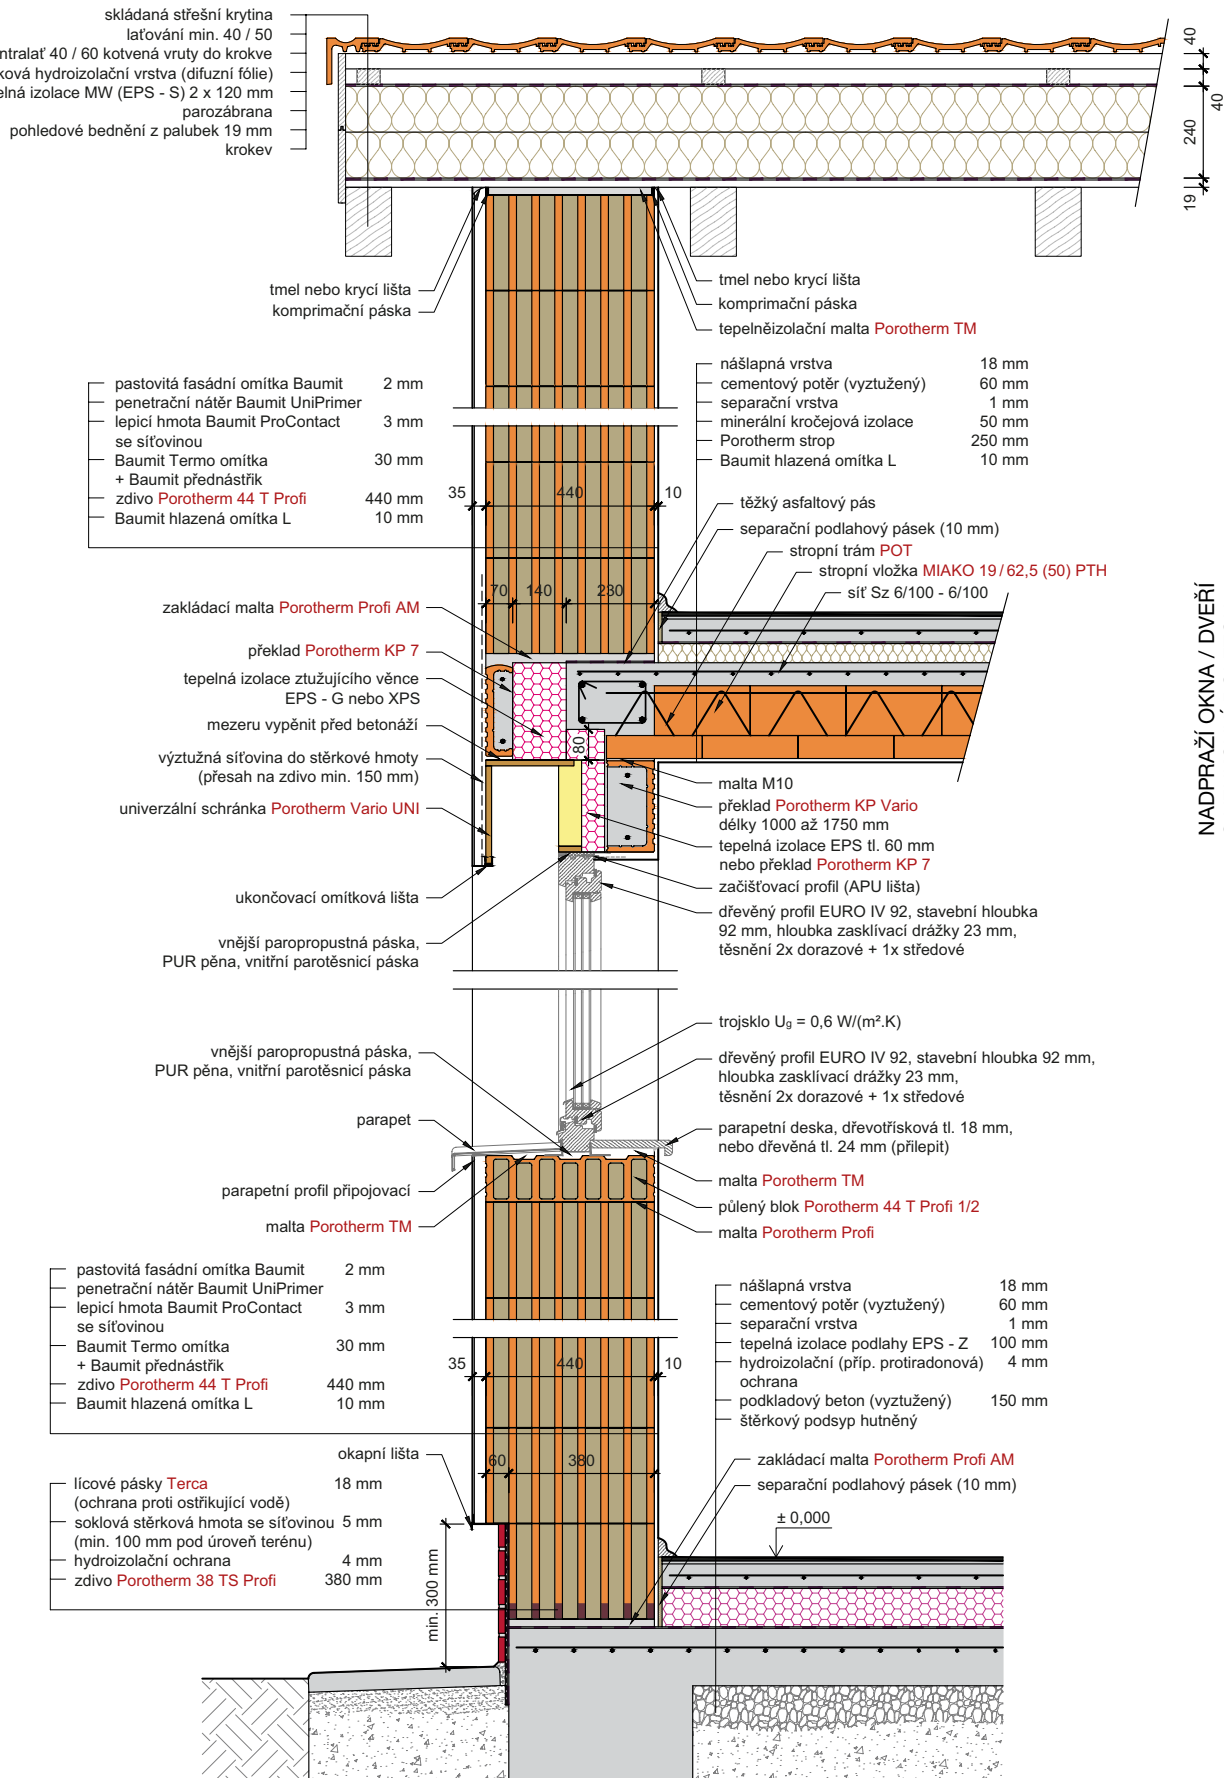 skládaná střešní krytina
laťování min. 40 / 50
ntralať 40 / 60 kotvená vruty do krokve
ková hydroizolační vrstva (difuzní fólie)
elná izolace MW (EPS - S) 2 x 120 mm
parozábrana
pohledové bednění z palubek 19 mm
krokev
40
40
240
19
tmel nebo krycí lišta
komprimační páska
tmel nebo krycí lišta
komprimační páska
tepelněizolační malta Porotherm TM
pastovitá fasádní omítka Baumit 2 mm
penetrační nátěr Baumit UniPrimer
lepicí hmota Baumit ProContact 3 mm
se síťovinou
Baumit Termo omítka 30 mm
+ Baumit přednástřik
zdivo Porotherm 44 T Profi 440 mm
Baumit hlazená omítka L 10 mm
nášlapná vrstva 18 mm
cementový potěr (vyztužený) 60 mm
separační vrstva 1 mm
minerální kročejová izolace 50 mm
Porotherm strop 250 mm
Baumit hlazená omítka L 10 mm
35 440 10
těžký asfaltový pás
separační podlahový pásek (10 mm)
stropní trám POT
stropní vložka MIAKO 19 / 62,5 (50) PTH
síť Sz 6/100 - 6/100
70 140 230
80
zakládací malta Porotherm Profi AM
překlad Porotherm KP 7
tepelná izolace ztužujícího věnce
EPS - G nebo XPS
mezeru vypěnit před betonáží
výztužná síťovina do stěrkové hmoty
(přesah na zdivo min. 150 mm)
univerzální schránka Porotherm Vario UNI
ukončovací omítková lišta
vnější paropropustná páska,
PUR pěna, vnitřní parotěsnicí páska
malta M10
překlad Porotherm KP Vario
délky 1000 až 1750 mm
tepelná izolace EPS tl. 60 mm
nebo překlad Porotherm KP 7
začišťovací profil (APU lišta)
dřevěný profil EURO IV 92, stavební hloubka
92 mm, hloubka zasklívací drážky 23 mm,
těsnění 2x dorazové + 1x středové
NADPRAŽÍ OKNA / DVEŘÍ
vnější paropropustná páska,
PUR pěna, vnitřní parotěsnicí páska
parapet
parapetní profil připojovací
malta Porotherm TM
trojsklo Ug = 0,6 W/(m².K)
dřevěný profil EURO IV 92, stavební hloubka 92 mm,
hloubka zasklívací drážky 23 mm,
těsnění 2x dorazové + 1x středové
parapetní deska, dřevotřísková tl. 18 mm,
nebo dřevěná tl. 24 mm (přilepit)
malta Porotherm TM
půlený blok Porotherm 44 T Profi 1/2
malta Porotherm Profi
pastovitá fasádní omítka Baumit 2 mm
penetrační nátěr Baumit UniPrimer
lepicí hmota Baumit ProContact 3 mm
se síťovinou
Baumit Termo omítka 30 mm
+ Baumit přednástřik
zdivo Porotherm 44 T Profi 440 mm
Baumit hlazená omítka L 10 mm
35 440 10
nášlapná vrstva 18 mm
cementový potěr (vyztužený) 60 mm
separační vrstva 1 mm
tepelná izolace podlahy EPS - Z 100 mm
hydroizolační (příp. protiradonová) 4 mm
ochrana
podkladový beton (vyztužený) 150 mm
štěrkový podsyp hutněný
okapní lišta
60 380
zakládací malta Porotherm Profi AM
separační podlahový pásek (10 mm)
± 0,000
lícové pásky Terca 18 mm
(ochrana proti ostřikující vodě)
soklová stěrková hmota se síťovinou 5 mm
(min. 100 mm pod úroveň terénu)
hydroizolační ochrana 4 mm
zdivo Porotherm 38 TS Profi 380 mm
min. 300 mm